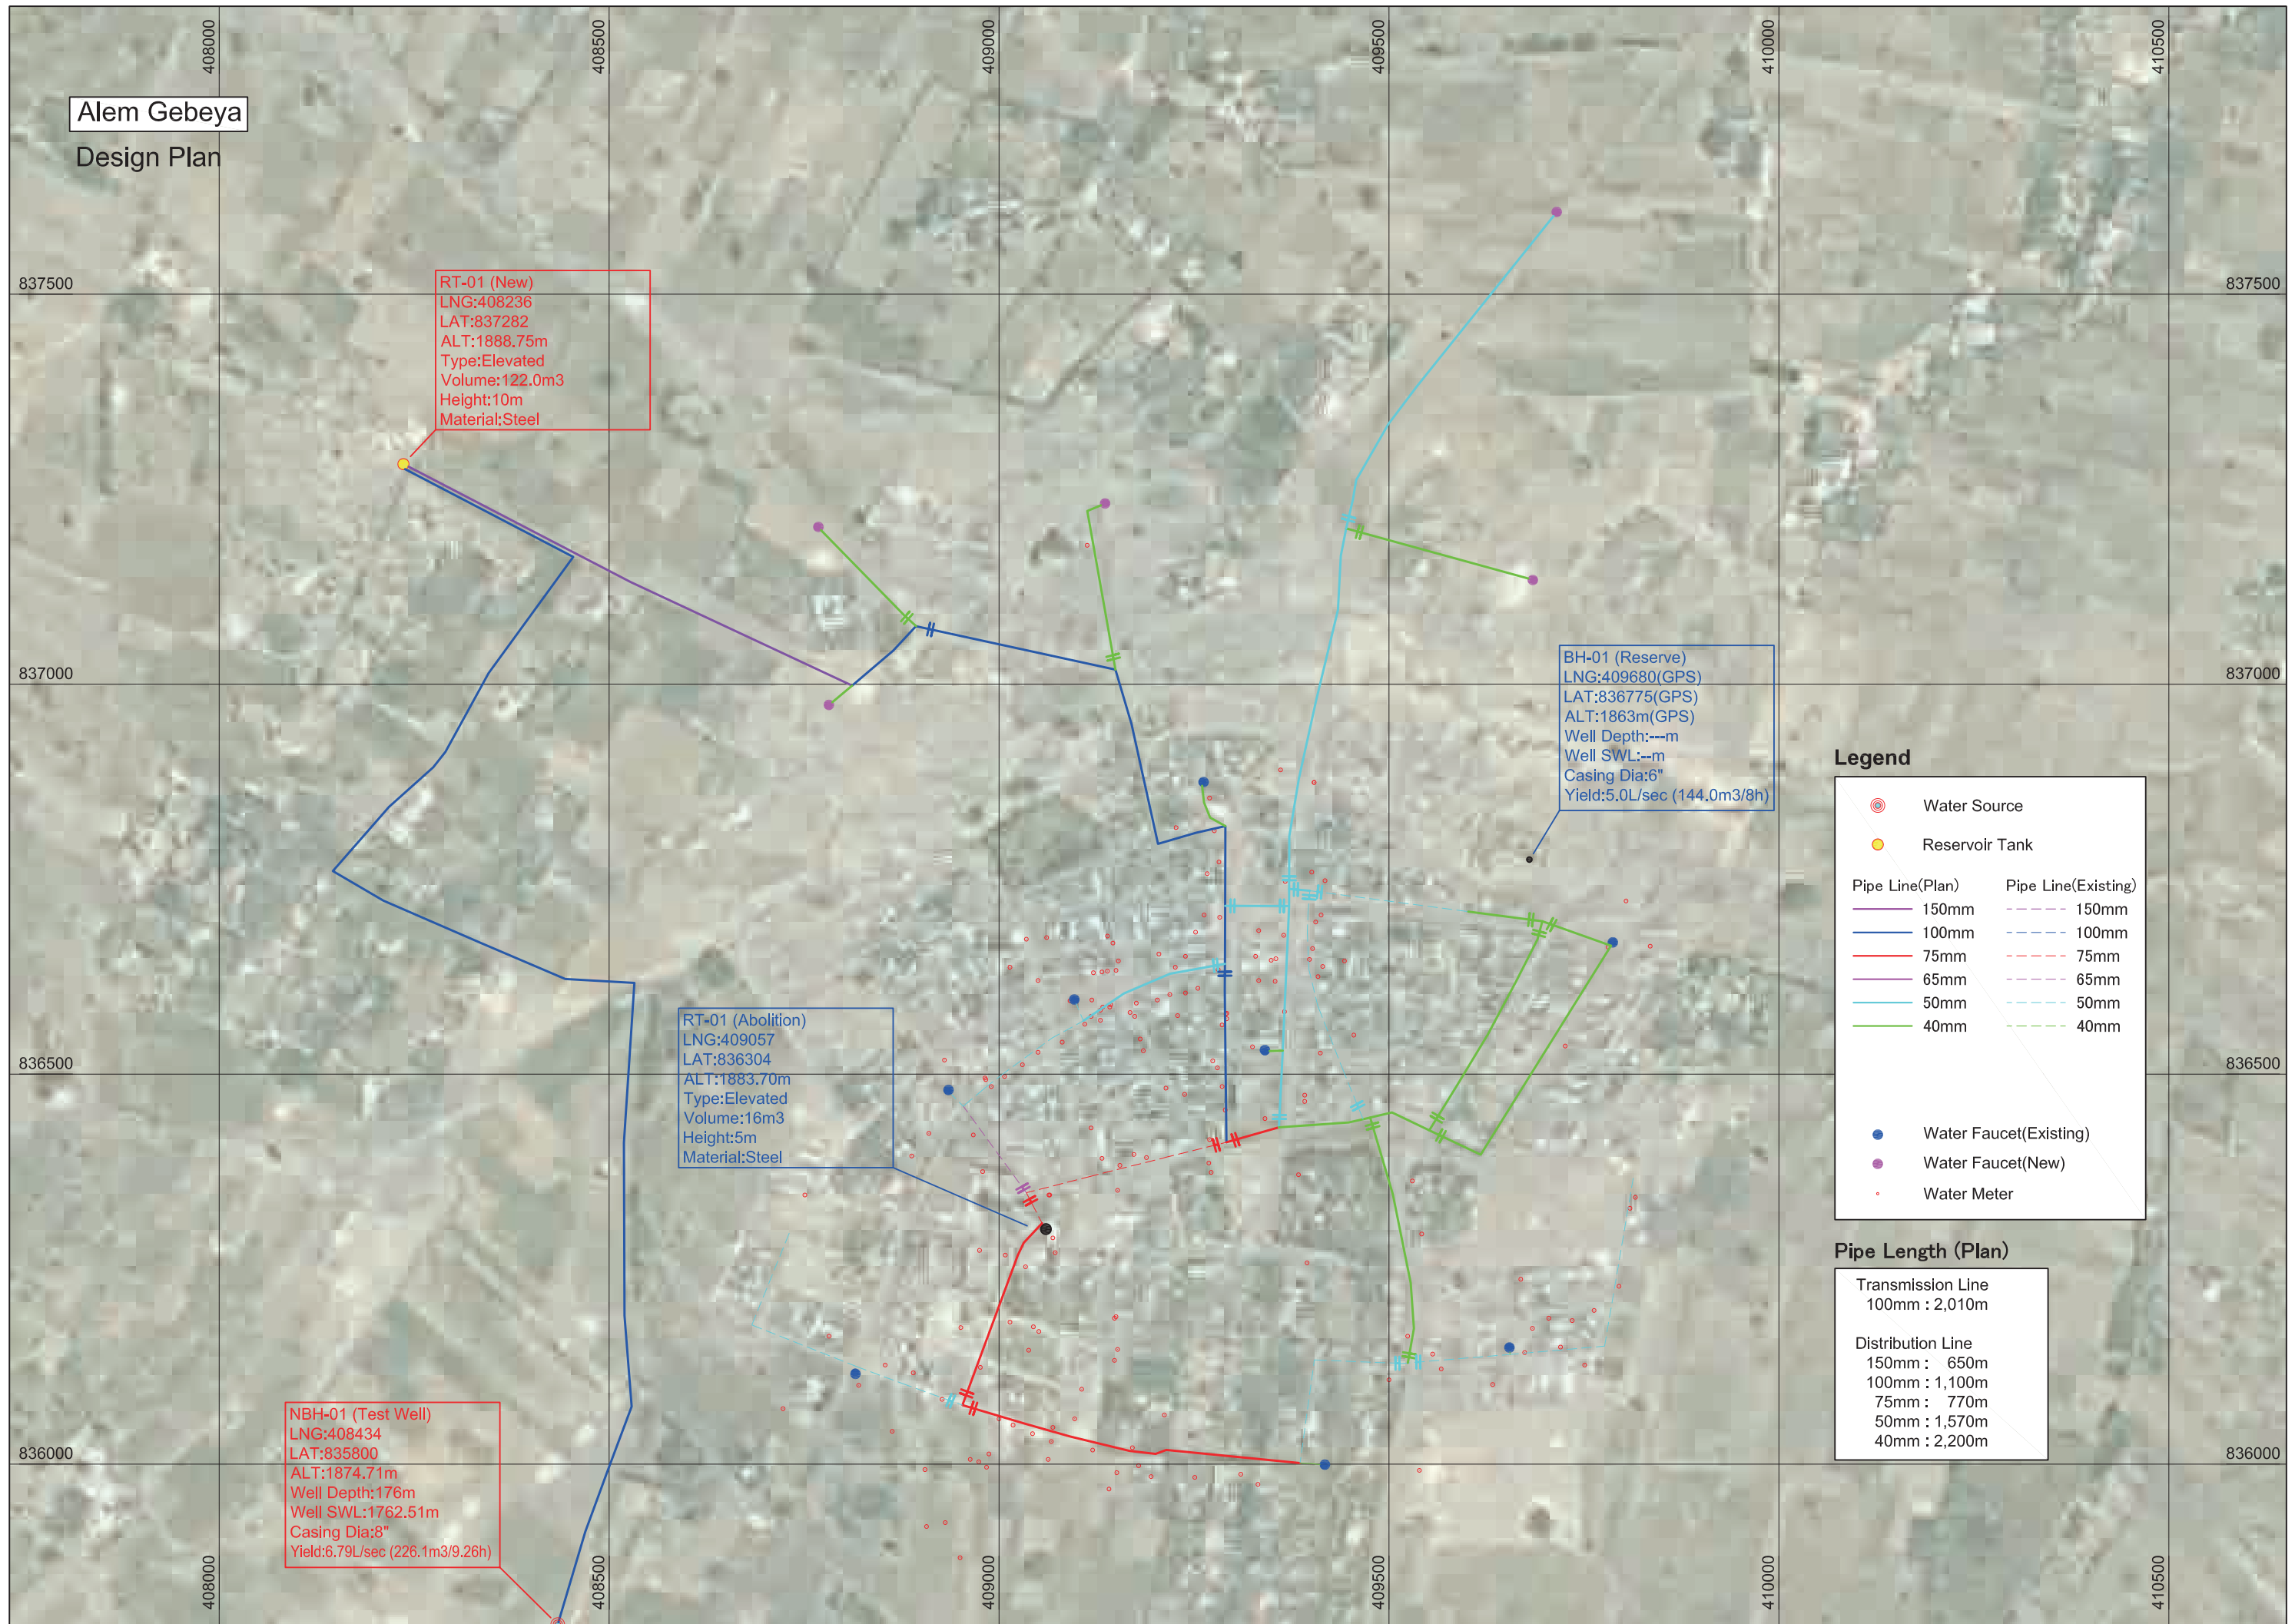 408000
408500
409000
409500
410000
410500
Alem Gebeya
Design Plan
837500
837500
RT-01 (New)
LNG:408236
LAT:837282
ALT:1888.75m
Type:Elevated
Volume:122.0m3
Height:10m
Material:Steel
837000
837000
BH-01 (Reserve)
LNG:409680(GPS)
LAT:836775(GPS)
ALT:1863m(GPS)
Well Depth:---m
Well SWL:--m
Casing Dia:6"
Yield:5.0L/sec (144.0m3/8h)
Legend
Water Source
Reservoir Tank
Pipe Line(Plan) Pipe Line(Existing)
150mm 150mm
100mm 100mm
75mm 75mm
65mm 65mm
50mm 50mm
40mm 40mm
Water Faucet(Existing)
Water Faucet(New)
Water Meter
836500
836500
RT-01 (Abolition)
LNG:409057
LAT:836304
ALT:1883.70m
Type:Elevated
Volume:16m3
Height:5m
Material:Steel
Pipe Length (Plan)
Transmission Line
100mm : 2,010m
Distribution Line
150mm : 650m
100mm : 1,100m
75mm : 770m
50mm : 1,570m
40mm : 2,200m
836000
836000
NBH-01 (Test Well)
LNG:408434
LAT:835800
ALT:1874.71m
Well Depth:176m
Well SWL:1762.51m
Casing Dia:8"
Yield:6.79L/sec (226.1m3/9.26h)
408000
408500
409000
409500
410000
410500